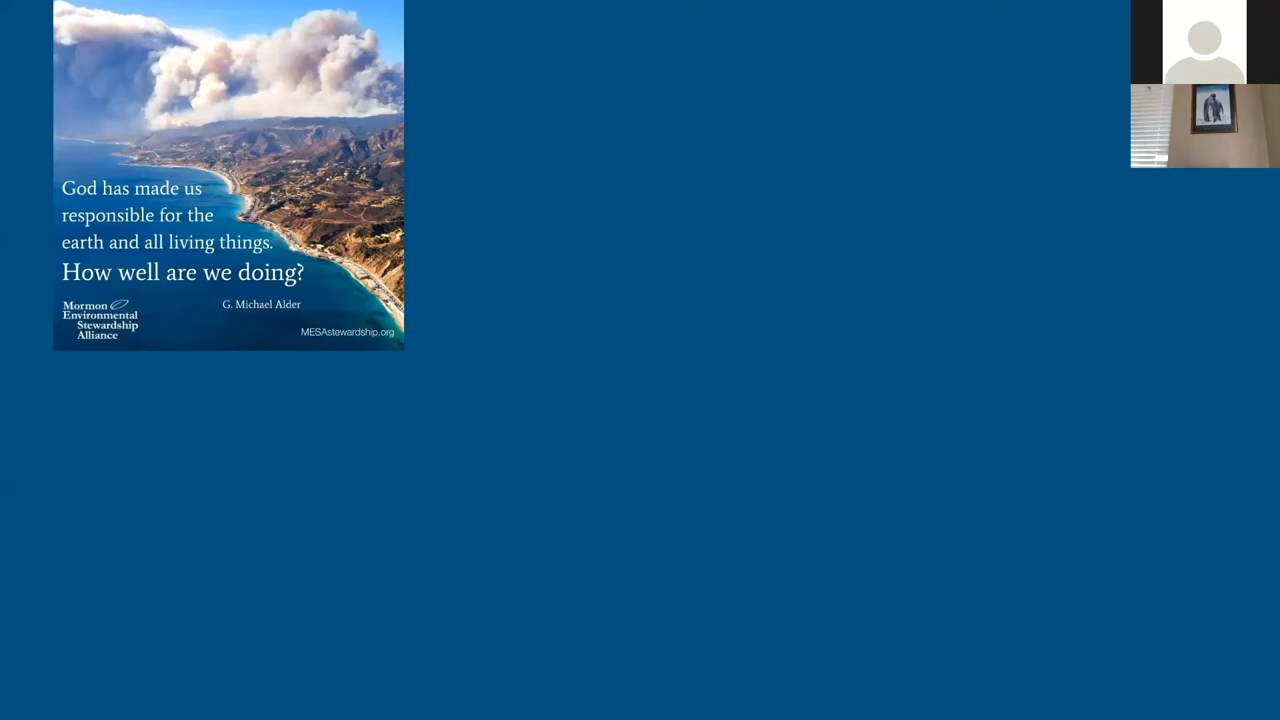 God has made us
responsible for the
earth and all living things.
How well are we doing?
G. Michael Alder
Mormon
Environmental
Stewardship
Alliance
MESAstewardship.org